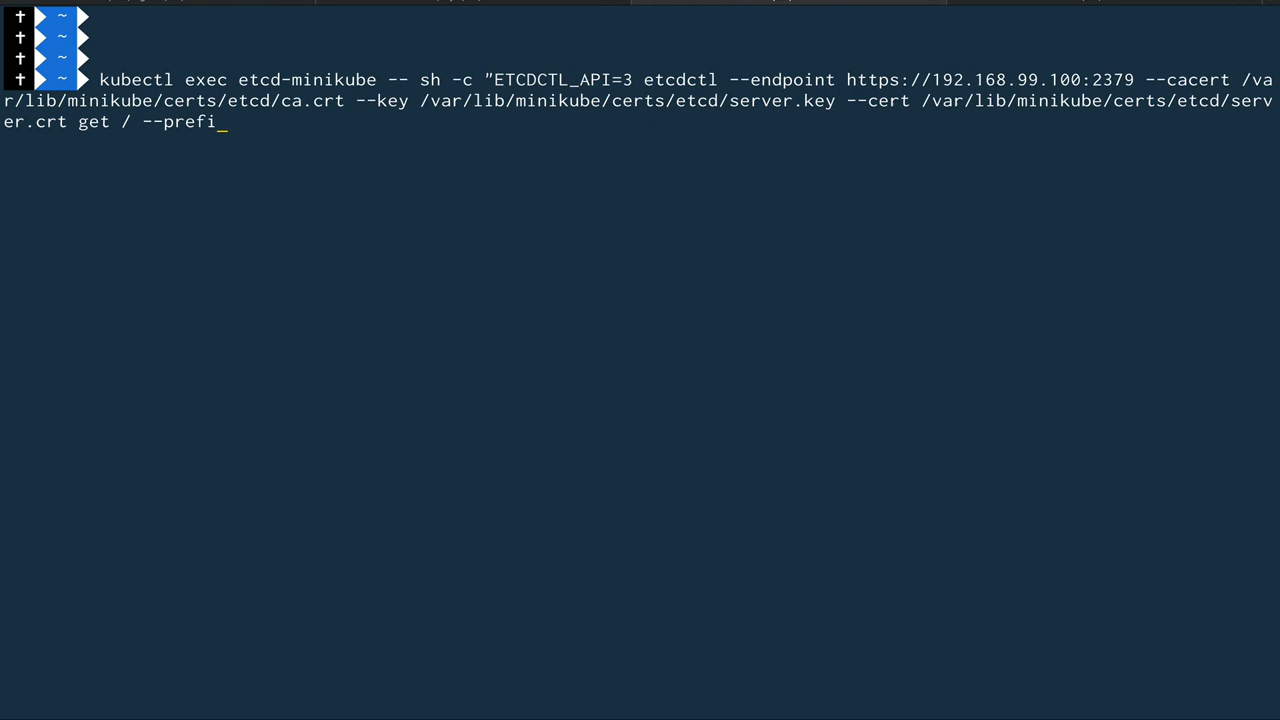 † ~
† ~
† ~
† ~ kubectl exec etcd-minikube -- sh -c "ETCDCTL_API=3 etcdctl --endpoint https://192.168.99.100:2379 --cacert /va
r/lib/minikube/certs/etcd/ca.crt --key /var/lib/minikube/certs/etcd/server.key --cert /var/lib/minikube/certs/etcd/serv
er.crt get / --prefi_